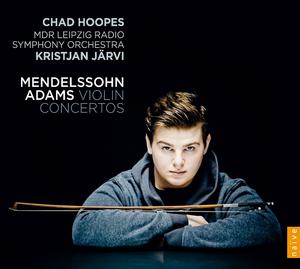 CHAD HOOPES
MDR LEIPZIG RADIO
SYMPHONY ORCHESTRA
KRISTJAN JÄRVI
MENDELSSOHN
ADAMS VIOLIN
CONCERTOS
naïve